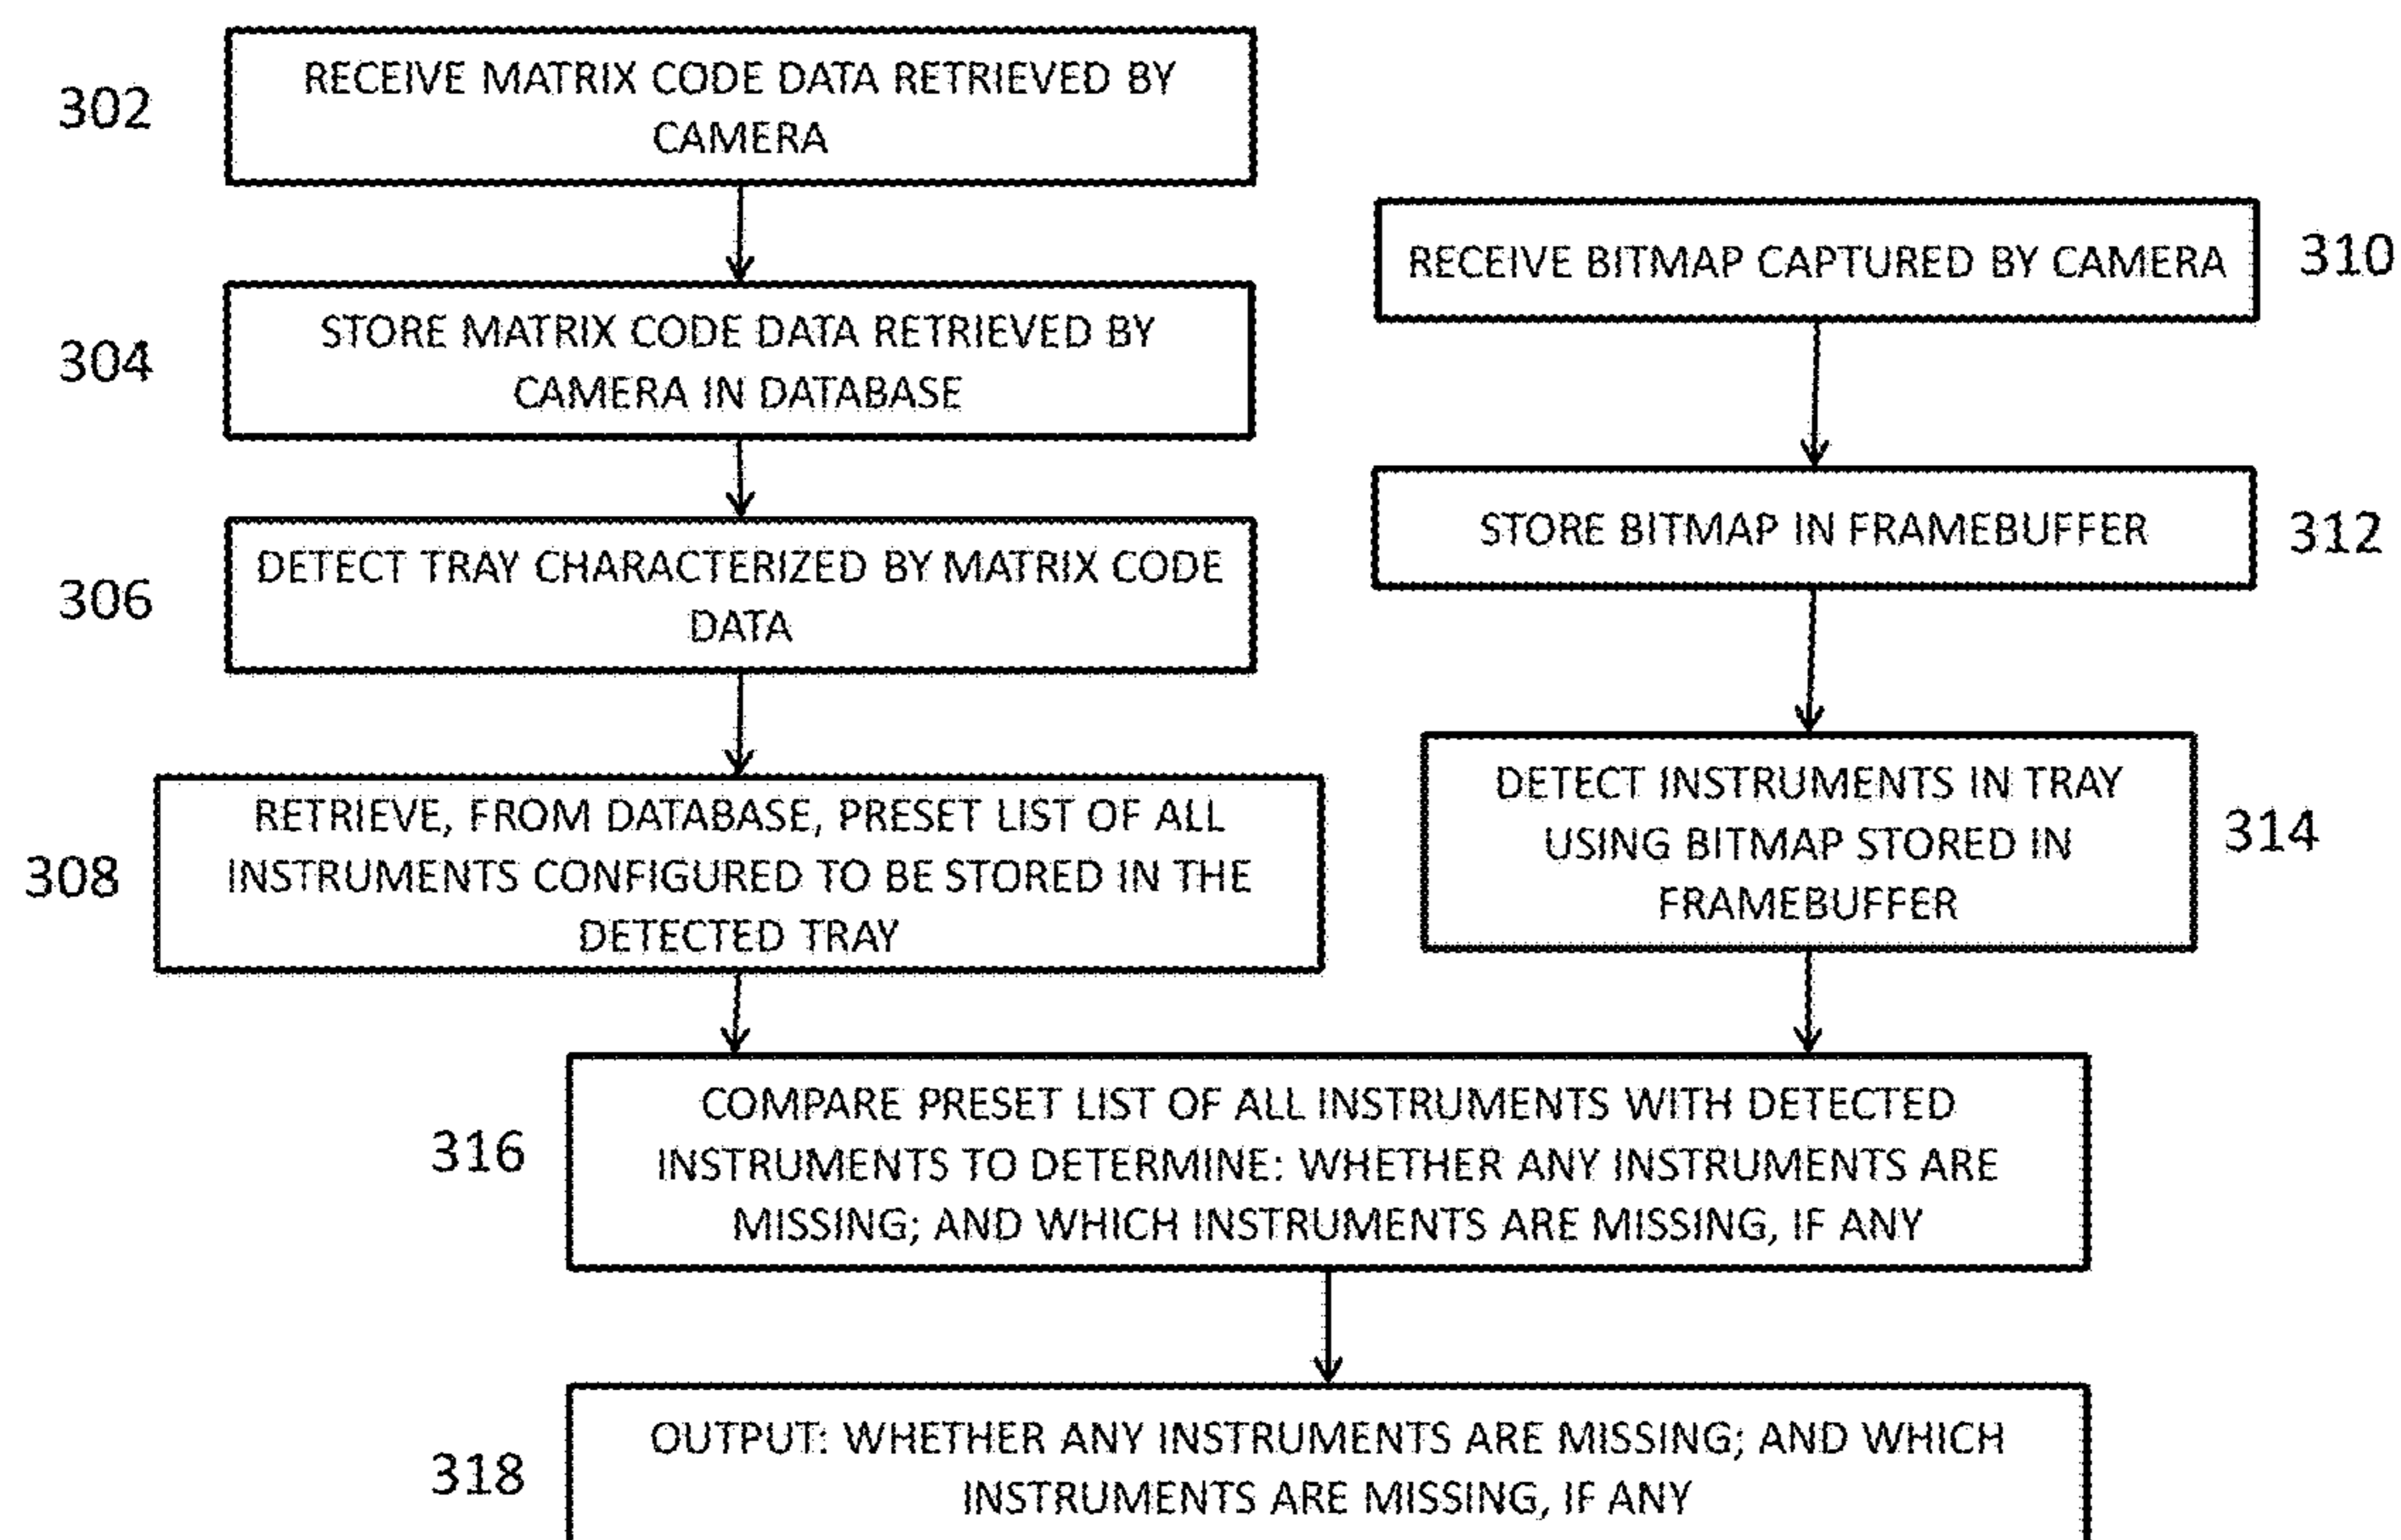 302
RECEIVE MATRIX CODE DATA RETRIEVED BY
CAMERA
304
STORE MATRIX CODE DATA RETRIEVED BY
CAMERA IN DATABASE
306
DETECT TRAY CHARACTERIZED BY MATRIX CODE
DATA
308
RETRIEVE, FROM DATABASE, PRESET LIST OF ALL
INSTRUMENTS CONFIGURED TO BE STORED IN THE
DETECTED TRAY
RECEIVE BITMAP CAPTURED BY CAMERA
310
STORE BITMAP IN FRAMEBUFFER
312
DETECT INSTRUMENTS IN TRAY
USING BITMAP STORED IN
FRAMEBUFFER
314
316
COMPARE PRESET LIST OF ALL INSTRUMENTS WITH DETECTED
INSTRUMENTS TO DETERMINE: WHETHER ANY INSTRUMENTS ARE
MISSING; AND WHICH INSTRUMENTS ARE MISSING, IF ANY
318
OUTPUT: WHETHER ANY INSTRUMENTS ARE MISSING; AND WHICH
INSTRUMENTS ARE MISSING, IF ANY